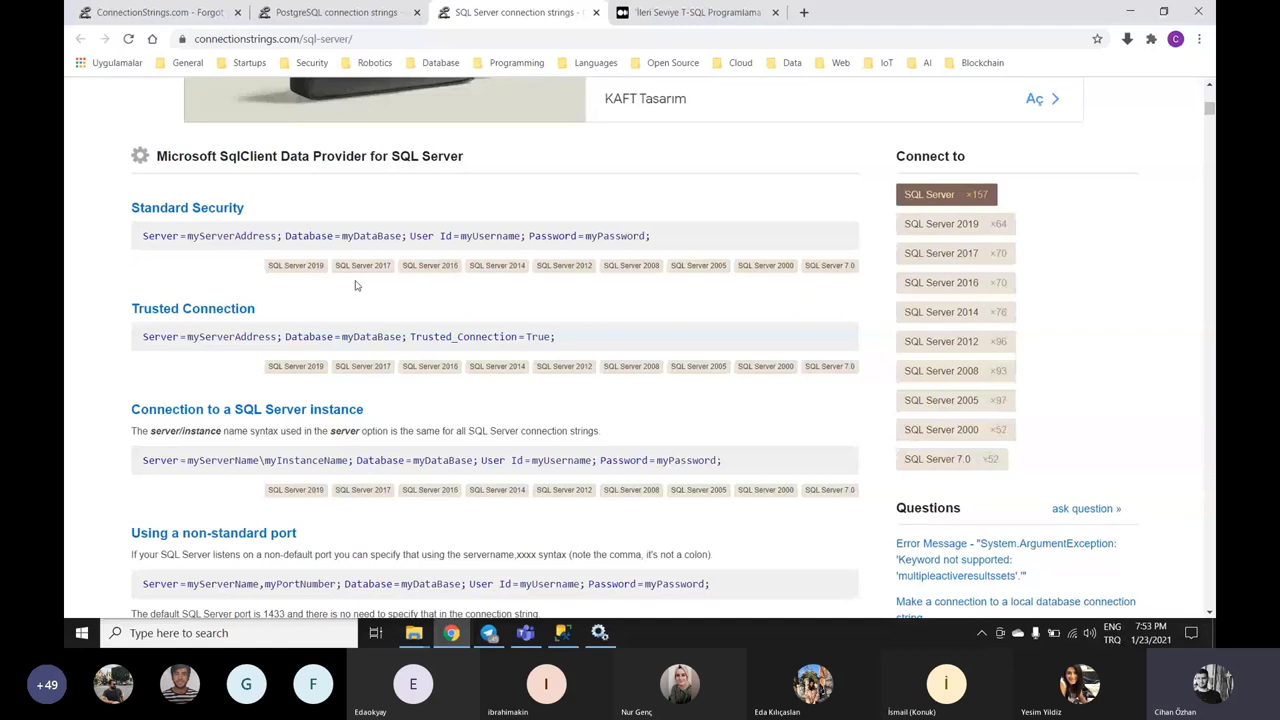 ConnectionStrings.com - Forgot
PostgreSQL connection strings -
SQL Server connection strings -
'İleri Seviye T-SQL Programlama
connectionstrings.com/sql-server/
C
Uygulamalar
General
Startups
Security
Robotics
Database
Programming
Languages
Open Source
Cloud
Data
Web
IoT
AI
Blockchain
KAFT Tasarım
Aç
Microsoft SqlClient Data Provider for SQL Server
Standard Security
Server=myServerAddress; Database=myDataBase; User Id=myUsername; Password=myPassword;
SQL Server 2019 SQL Server 2017 SQL Server 2016 SQL Server 2014 SQL Server 2012 SQL Server 2008 SQL Server 2005 SQL Server 2000 SQL Server 7.0
Trusted Connection
Server=myServerAddress; Database=myDataBase; Trusted_Connection=True;
SQL Server 2019 SQL Server 2017 SQL Server 2016 SQL Server 2014 SQL Server 2012 SQL Server 2008 SQL Server 2005 SQL Server 2000 SQL Server 7.0
Connection to a SQL Server instance
The server/instance name syntax used in the server option is the same for all SQL Server connection strings.
Server=myServerName\myInstanceName; Database=myDataBase; User Id=myUsername; Password=myPassword;
SQL Server 2019 SQL Server 2017 SQL Server 2016 SQL Server 2014 SQL Server 2012 SQL Server 2008 SQL Server 2005 SQL Server 2000 SQL Server 7.0
Using a non-standard port
If your SQL Server listens on a non-default port you can specify that using the servername,xxxx syntax (note the comma, it's not a colon).
Server=myServerName,myPortNumber; Database=myDataBase; User Id=myUsername; Password=myPassword;
The default SQL Server port is 1433 and there is no need to specify that in the connection string.
Connect to
SQL Server ×157
SQL Server 2019 ×64
SQL Server 2017 ×70
SQL Server 2016 ×70
SQL Server 2014 ×76
SQL Server 2012 ×96
SQL Server 2008 ×93
SQL Server 2005 ×97
SQL Server 2000 ×52
SQL Server 7.0 ×52
Questions ask question »
Error Message - "System.ArgumentException:
'Keyword not supported:
'multipleactiveresultssets'.'"
Make a connection to a local database connection
string
Type here to search
ENG
TRQ
7:53 PM
1/23/2021
+49
G
F
E
Edaokyay
I
ibrahimakin
Nur Genç
Eda Kılıçaslan
İ
İsmail (Konuk)
Yesim Yildiz
Cihan Özhan